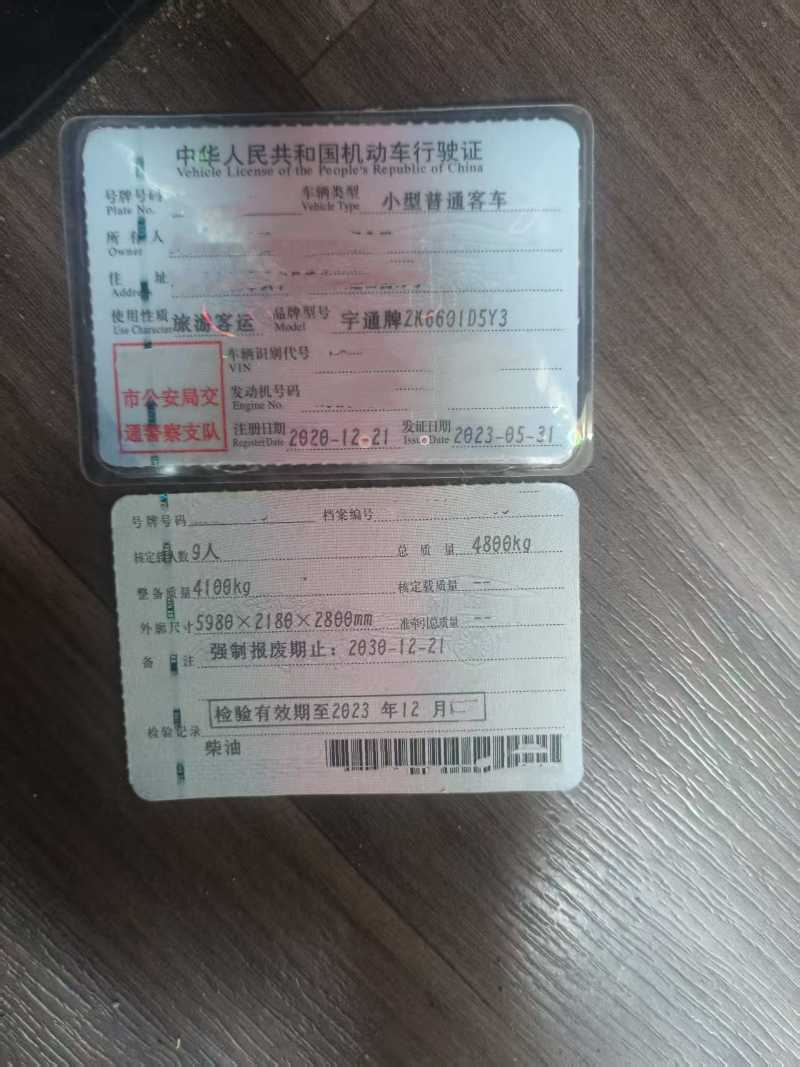 中华人民共和国机动车行驶证
Vehicle License of the People's Republic of China
号牌号码 车辆类型 小型普通客车
Plate No. Vehicle Type
所有人
Owner
住址
Address
使用性质 旅游客运 品牌型号 宇通牌ZK6601D5Y3
Use Character Model
车辆识别代号
VIN
市公安局交
通警察支队
发动机号码
Engine No.
注册日期 2020-12-21 发证日期 2023-05-31
Register Date Issue Date
号牌号码 档案编号
核定载人数 9人 总质量 4800kg
整备质量 4100kg 核定载质量 --
外廓尺寸 5980×2180×2800mm 准牵引总质量 --
备注 强制报废期止：2030-12-21
检验有效期至2023 年12 月
检验记录
柴油